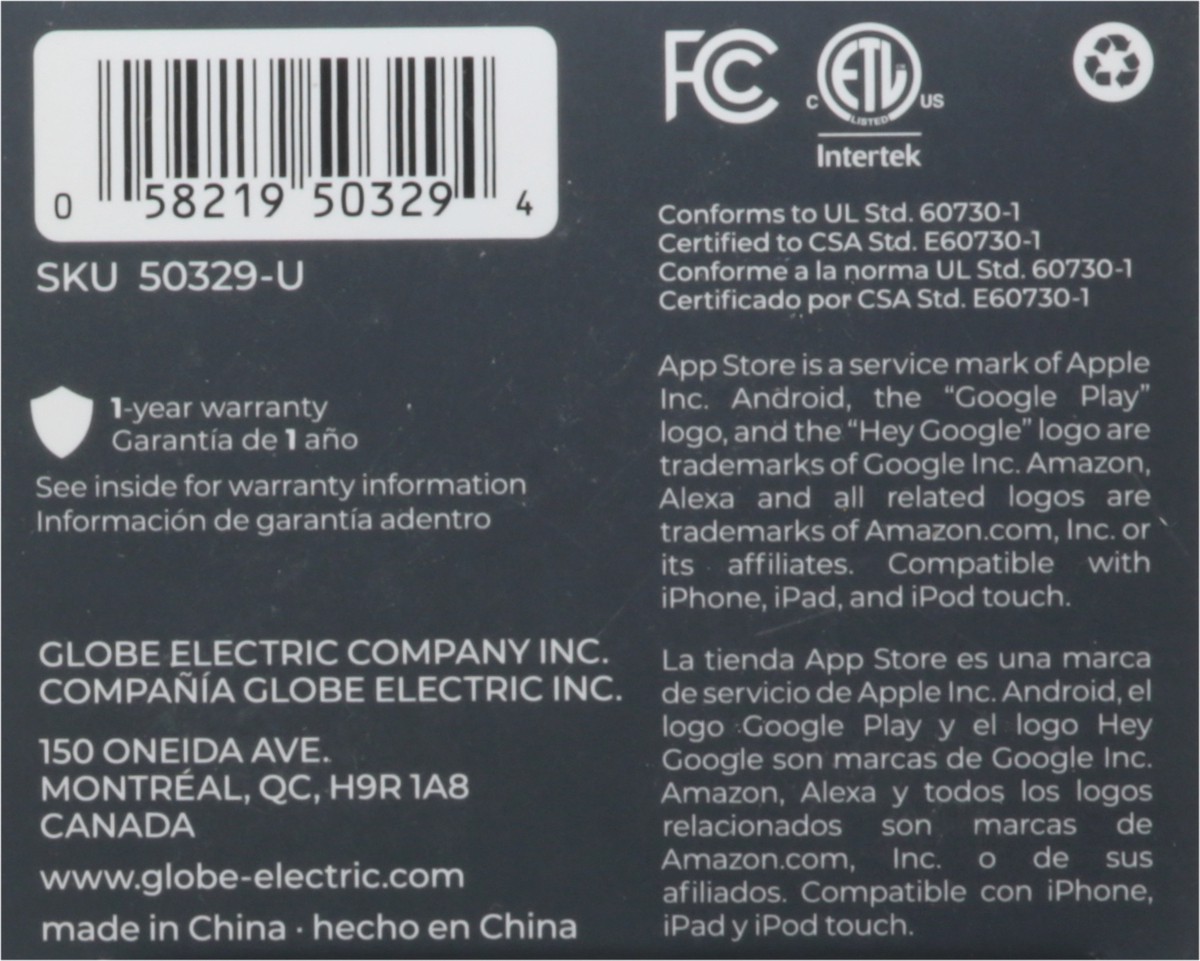 0 58219 50329 4
SKU 50329-U
1-year warranty
Garantía de 1 año
See inside for warranty information
Información de garantía adentro
GLOBE ELECTRIC COMPANY INC.
COMPAÑÍA GLOBE ELECTRIC INC.
150 ONEIDA AVE.
MONTRÉAL, QC, H9R 1A8
CANADA
www.globe-electric.com
made in China · hecho en China
FC
C ETL US
LISTED
Intertek
Conforms to UL Std. 60730-1
Certified to CSA Std. E60730-1
Conforme a la norma UL Std. 60730-1
Certificado por CSA Std. E60730-1
App Store is a service mark of Apple
Inc. Android, the “Google Play”
logo, and the “Hey Google” logo are
trademarks of Google Inc. Amazon,
Alexa and all related logos are
trademarks of Amazon.com, Inc. or
its affiliates. Compatible with
iPhone, iPad, and iPod touch.
La tienda App Store es una marca
de servicio de Apple Inc. Android, el
logo Google Play y el logo Hey
Google son marcas de Google Inc.
Amazon, Alexa y todos los logos
relacionados son marcas de
Amazon.com, Inc. o de sus
afiliados. Compatible con iPhone,
iPad y iPod touch.